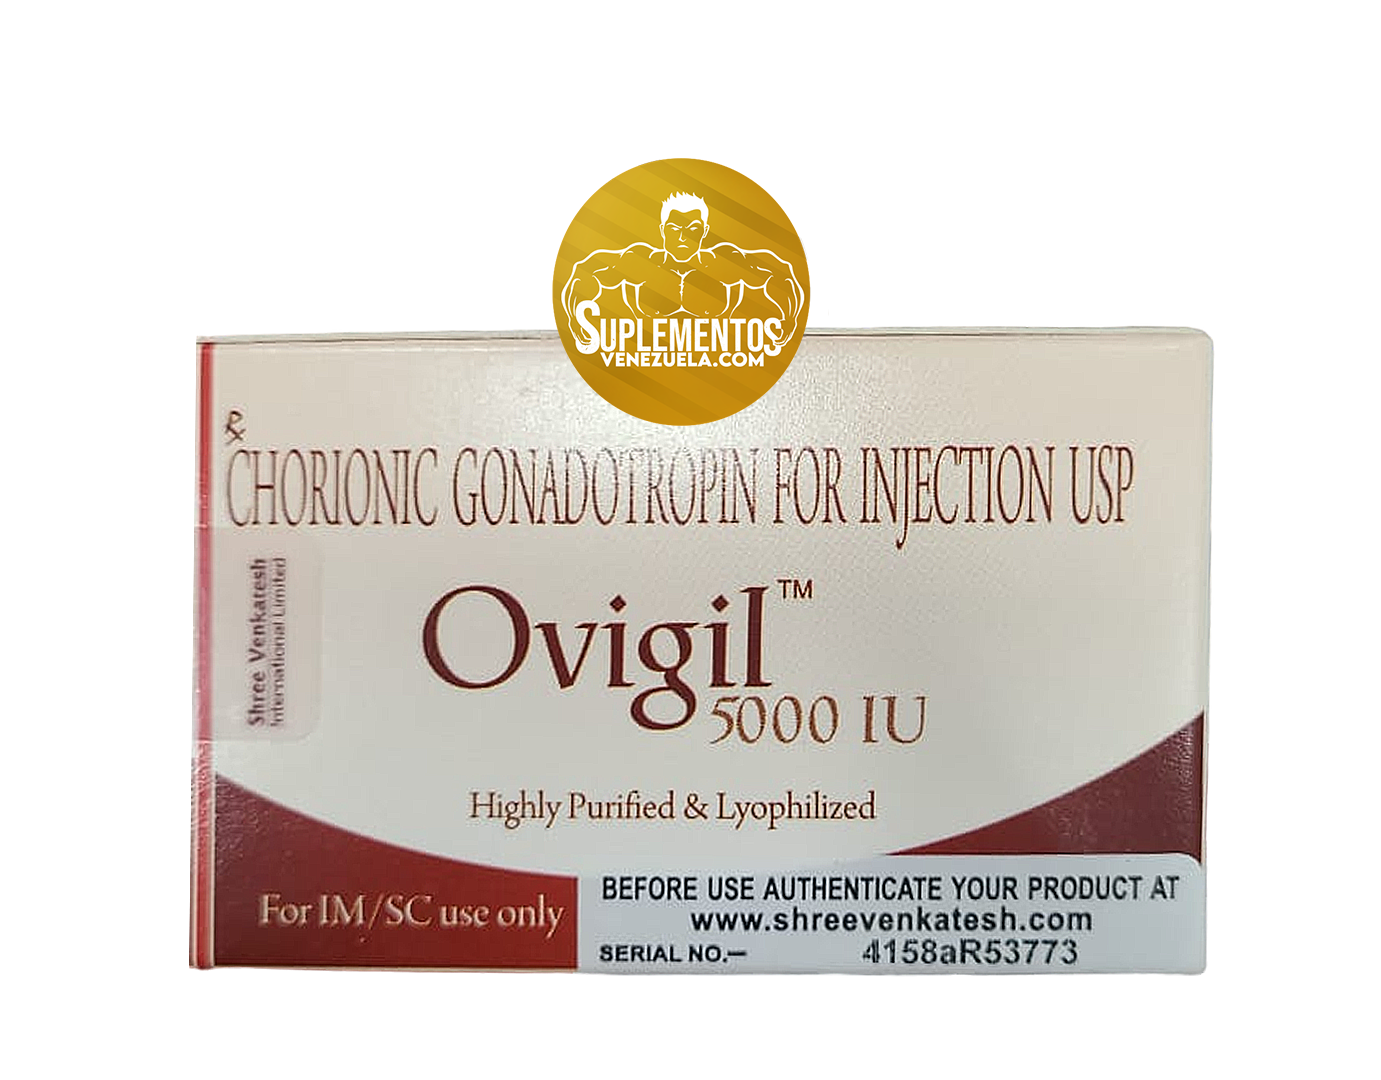 SUPLEMENTOS
VENEZUELA.COM
℞
CHORIONIC GONADOTROPIN FOR INJECTION USP
Shree Venkatesh
International Limited
Ovigil™
5000 IU
Highly Purified & Lyophilized
For IM/SC use only
BEFORE USE AUTHENTICATE YOUR PRODUCT AT
www.shreevenkatesh.com
SERIAL NO.— 4158aR53773